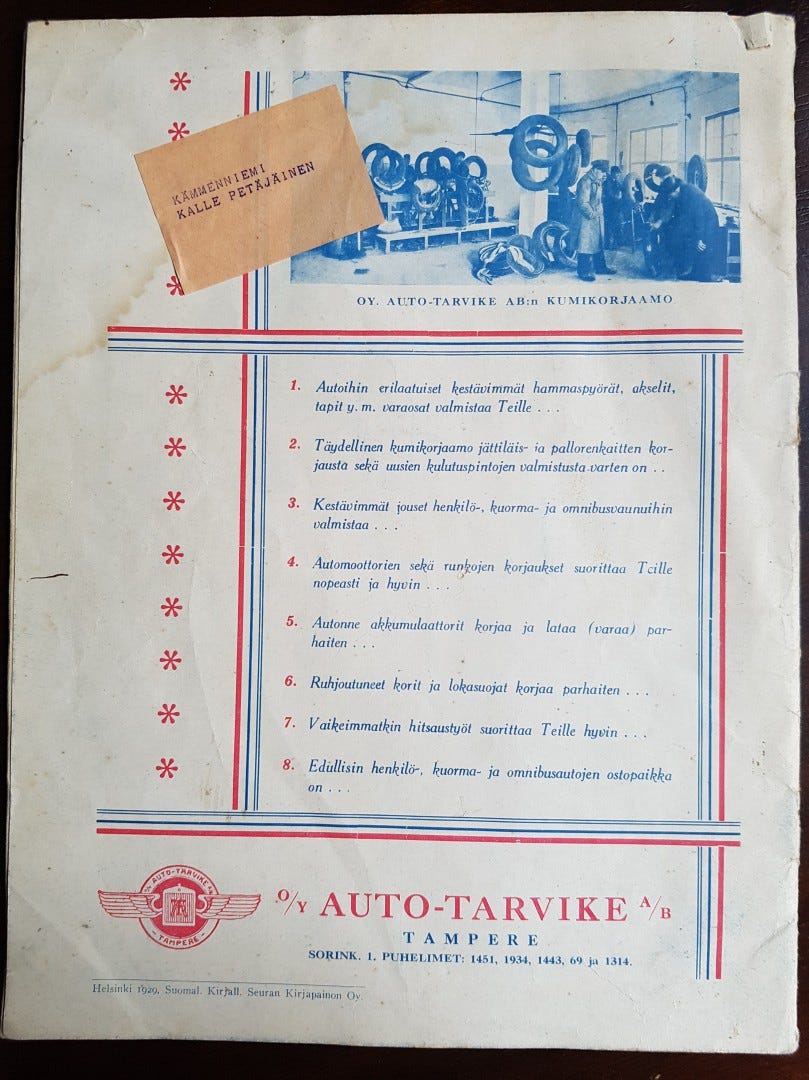 KÄMMENNIEMI
KALLE PETÄJÄINEN
OY. AUTO-TARVIKE AB:n KUMIKORJAAMO
1. Autoihin erilaatuiset kestävimmät hammaspyörät, akselit,
tapit y. m. varaosat valmistaa Teille . . .
2. Täydellinen kumikorjaamo jättiläis- ja pallorenkaitten kor-
jausta sekä uusien kulutuspintojen valmistusta varten on . .
3. Kestävimmät jouset henkilö-, kuorma- ja omnibusvaunuihin
valmistaa . . .
4. Automoottorien sekä runkojen korjaukset suorittaa Teille
nopeasti ja hyvin . . .
5. Autonne akkumulaattorit korjaa ja lataa (varaa) par-
haiten . . .
6. Ruhjoutuneet korit ja lokasuojat korjaa parhaiten . . .
7. Vaikeimmatkin hitsaustyöt suorittaa Teille hyvin . . .
8. Edullisin henkilö-, kuorma- ja omnibusautojen ostopaikka
on . . .
O/Y AUTO-TARVIKE A/B
TAMPERE
O/Y AUTO-TARVIKE A/B
TAMPERE
SORINK. 1. PUHELIMET: 1451, 1934, 1443, 69 ja 1314.
Helsinki 1929, Suomal. Kirjall. Seuran Kirjapainon Oy.